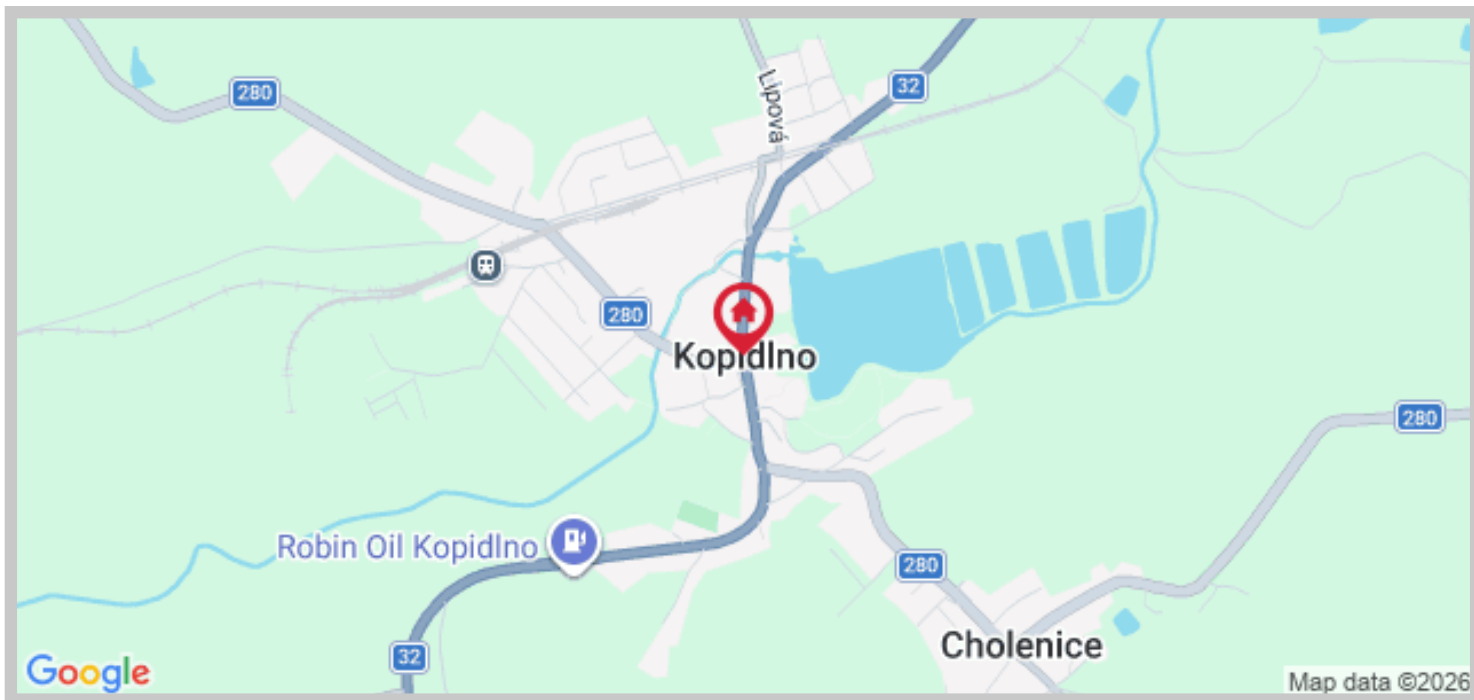 280
32
Lipová
280
Kopidlno
280
Robin Oil Kopidlno
280
32
Cholenice
Google
Map data ©2026